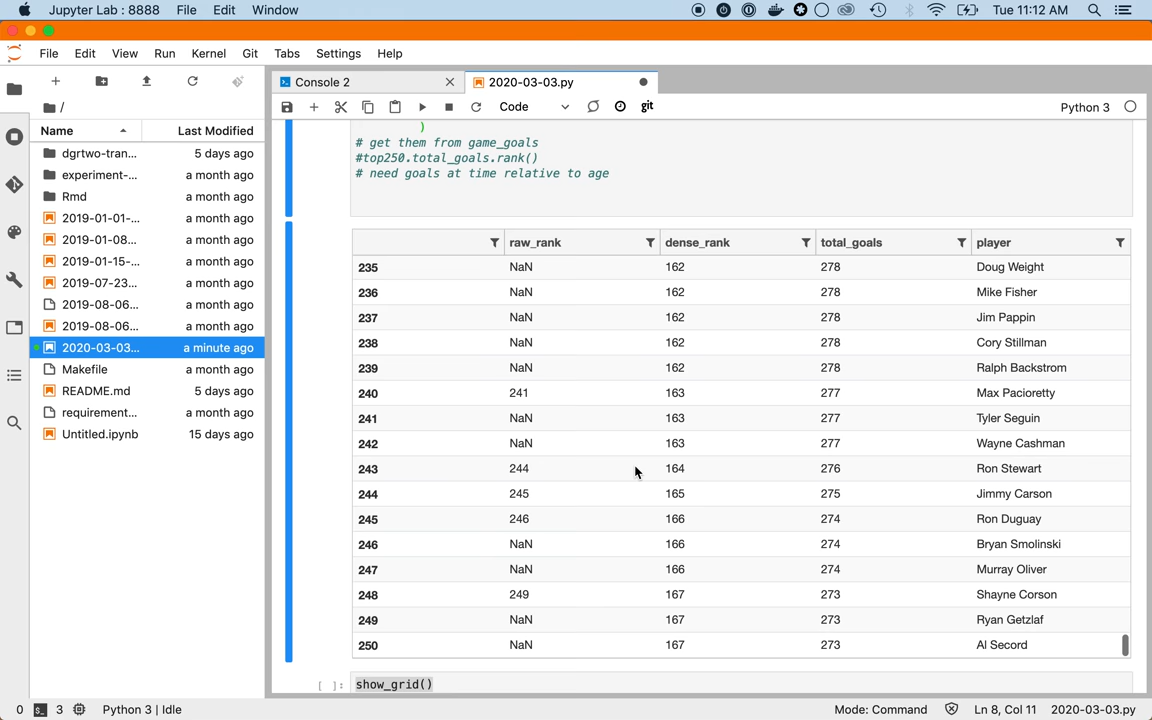 Jupyter Lab : 8888 File Edit Window Tue 11:12 AM
File Edit View Run Kernel Git Tabs Settings Help
Console 2 2020-03-03.py
Code git Python 3
/
Name Last Modified
dgrtwo-tran... 5 days ago
experiment-... a month ago
Rmd a month ago
2019-01-01-... a month ago
2019-01-08... a month ago
2019-01-15-... a month ago
2019-07-23... a month ago
2019-08-06... a month ago
2019-08-06... a month ago
2020-03-03... a minute ago
Makefile a month ago
README.md 5 days ago
requirement... a month ago
Untitled.ipynb 15 days ago
)
# get them from game_goals
#top250.total_goals.rank()
# need goals at time relative to age
raw_rank dense_rank total_goals player
235 NaN 162 278 Doug Weight
236 NaN 162 278 Mike Fisher
237 NaN 162 278 Jim Pappin
238 NaN 162 278 Cory Stillman
239 NaN 162 278 Ralph Backstrom
240 241 163 277 Max Pacioretty
241 NaN 163 277 Tyler Seguin
242 NaN 163 277 Wayne Cashman
243 244 164 276 Ron Stewart
244 245 165 275 Jimmy Carson
245 246 166 274 Ron Duguay
246 NaN 166 274 Bryan Smolinski
247 NaN 166 274 Murray Oliver
248 249 167 273 Shayne Corson
249 NaN 167 273 Ryan Getzlaf
250 NaN 167 273 Al Secord
[ ]: show_grid()
0 3 Python 3 | Idle Mode: Command Ln 8, Col 11 2020-03-03.py